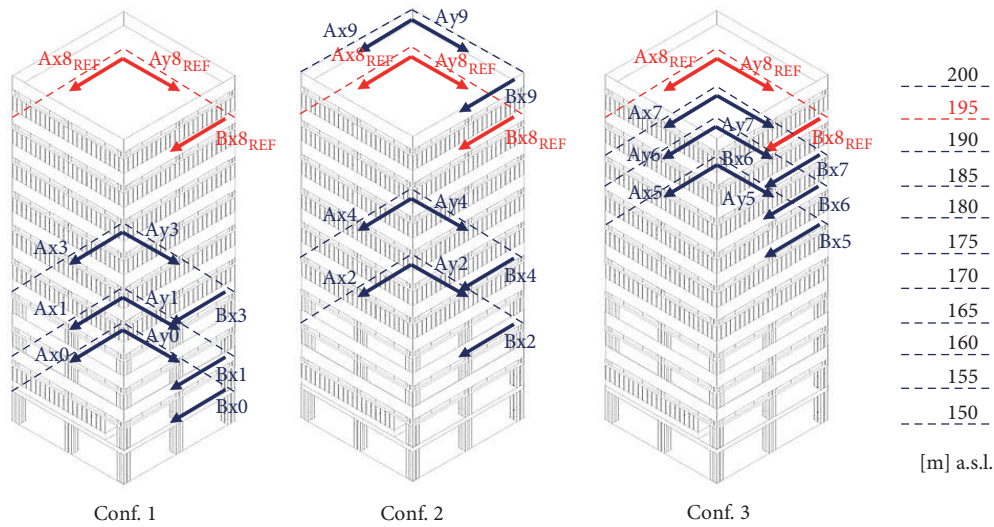 Ax8REF Ay8REF
Bx8REF
Ax3 Ay3
Bx3
Ax1 Ay1
Bx1
Ax0 Ay0
Bx0
Conf. 1
Ax9 Ay9
Bx9
Ax8REF Ay8REF
Bx8REF
Ax4 Ay4
Bx4
Ax2 Ay2
Bx2
Conf. 2
Ax8REF Ay8REF
Bx8REF
Ax7 Ay7
Bx7
Ay6 Bx6
Bx6
Ax5 Ay5
Bx5
Conf. 3
200
195
190
185
180
175
170
165
160
155
150
[m] a.s.l.